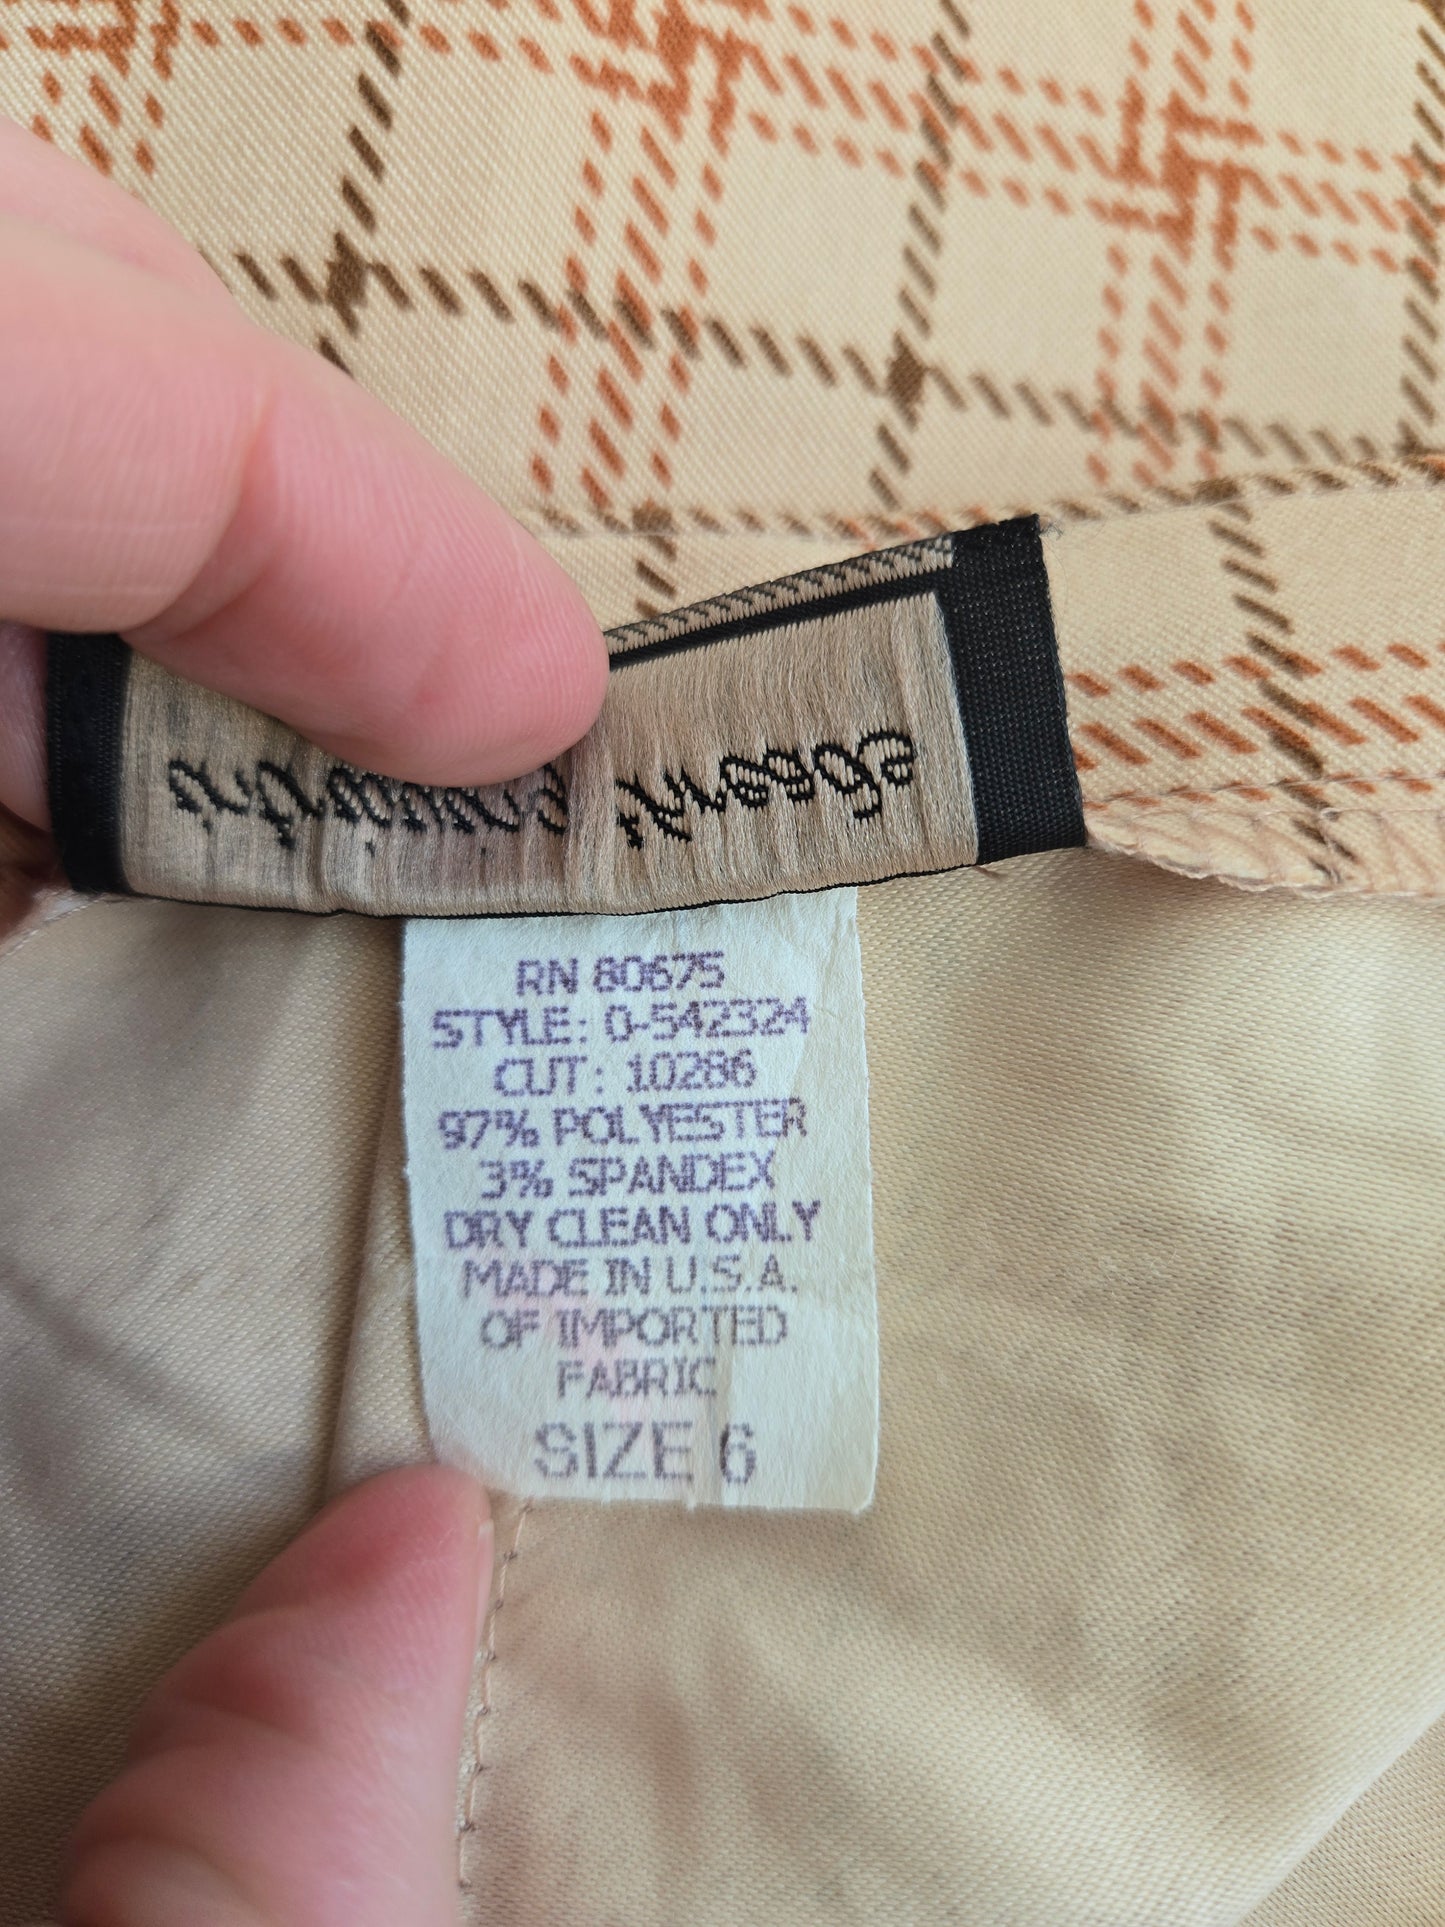 RN 80675
STYLE: 0-542324
CUT: 10286
97% POLYESTER
3% SPANDEX
DRY CLEAN ONLY
MADE IN U.S.A.
OF IMPORTED
FABRIC
SIZE 6